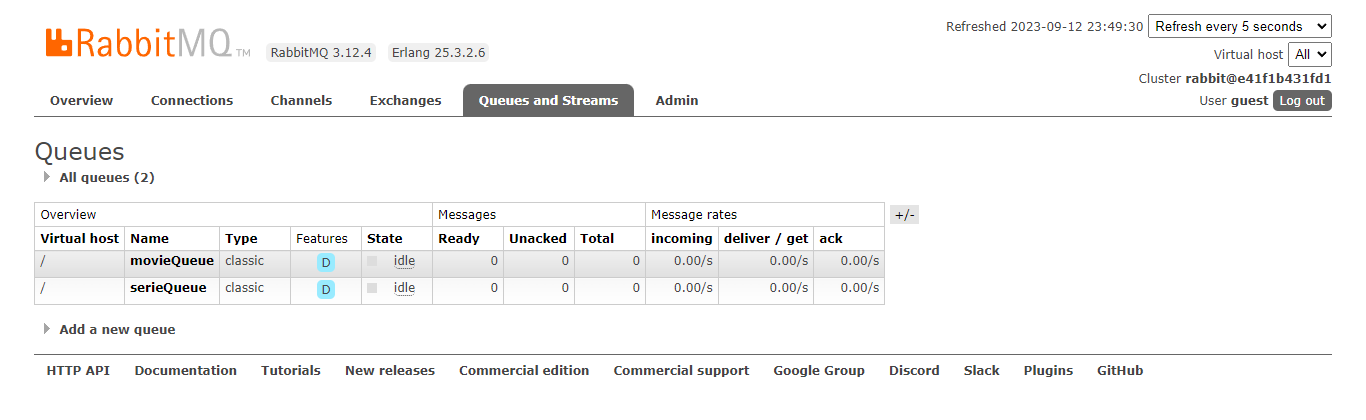 Refreshed 2023-09-12 23:49:30 Refresh every 5 seconds
RabbitMQ TM RabbitMQ 3.12.4 Erlang 25.3.2.6
Virtual host All
Cluster rabbit@e41f1b431fd1
User guest Log out
Overview Connections Channels Exchanges Queues and Streams Admin
Queues
All queues (2)
Overview Messages Message rates +/-
Virtual host Name Type Features State Ready Unacked Total incoming deliver / get ack
/ movieQueue classic D idle 0 0 0 0.00/s 0.00/s 0.00/s
/ serieQueue classic D idle 0 0 0 0.00/s 0.00/s 0.00/s
Add a new queue
HTTP API Documentation Tutorials New releases Commercial edition Commercial support Google Group Discord Slack Plugins GitHub